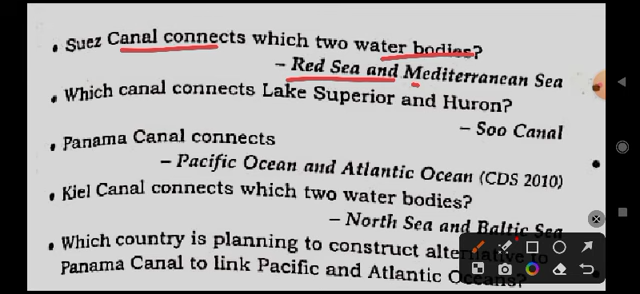 • Suez Canal connects which two water bodies?
– Red Sea and Mediterranean Sea
• Which canal connects Lake Superior and Huron?
– Soo Canal
• Panama Canal connects
– Pacific Ocean and Atlantic Ocean (CDS 2010)
• Kiel Canal connects which two water bodies?
– North Sea and Baltic Sea
• Which country is planning to construct alternative to
Panama Canal to link Pacific and Atlantic Oceans?